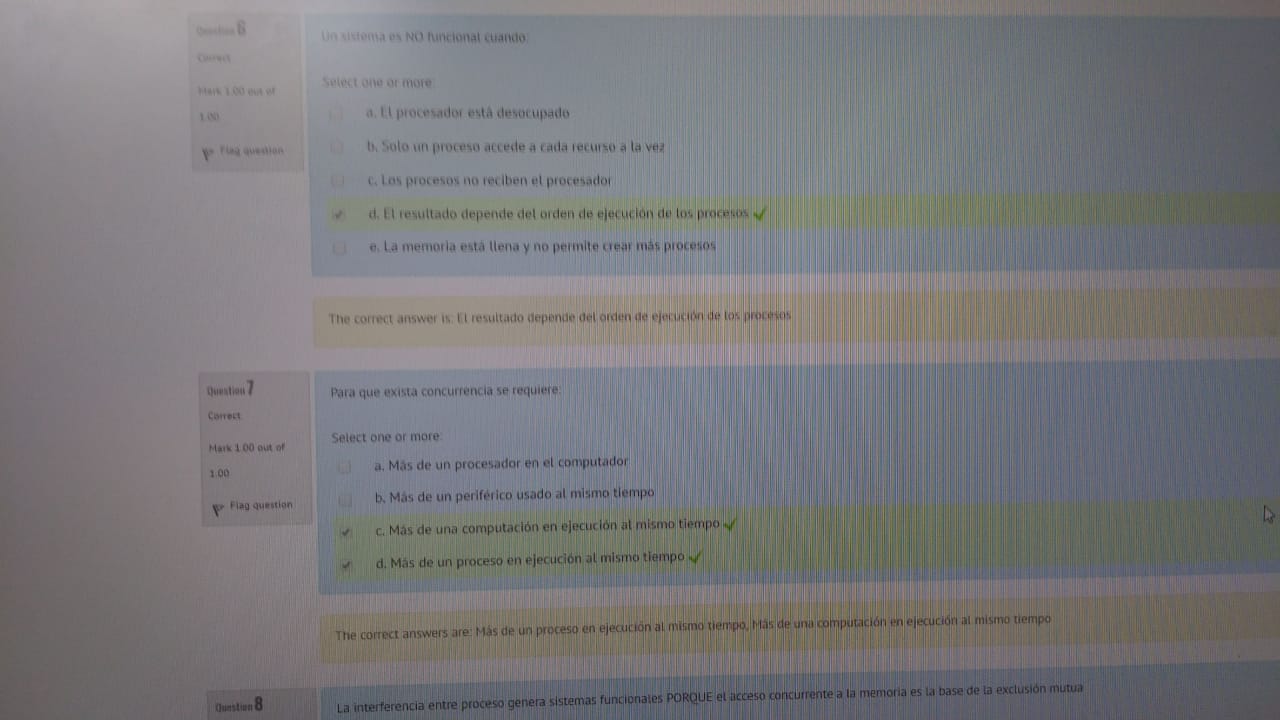 Question 6
Correct
Mark 1.00 out of
1.00
Flag question
Un sistema es NO funcional cuando:
Select one or more:
a. El procesador está desocupado
b. Solo un proceso accede a cada recurso a la vez
c. Los procesos no reciben el procesador
d. El resultado depende del orden de ejecución de los procesos
e. La memoria está llena y no permite crear más procesos
The correct answer is: El resultado depende del orden de ejecución de los procesos
Question 7
Correct
Mark 1.00 out of
1.00
Flag question
Para que exista concurrencia se requiere:
Select one or more:
a. Más de un procesador en el computador
b. Más de un periférico usado al mismo tiempo
c. Más de una computación en ejecución al mismo tiempo
d. Más de un proceso en ejecución al mismo tiempo
The correct answers are: Más de un proceso en ejecución al mismo tiempo, Más de una computación en ejecución al mismo tiempo
Question 8
La interferencia entre proceso genera sistemas funcionales PORQUE el acceso concurrente a la memoria es la base de la exclusión mutua